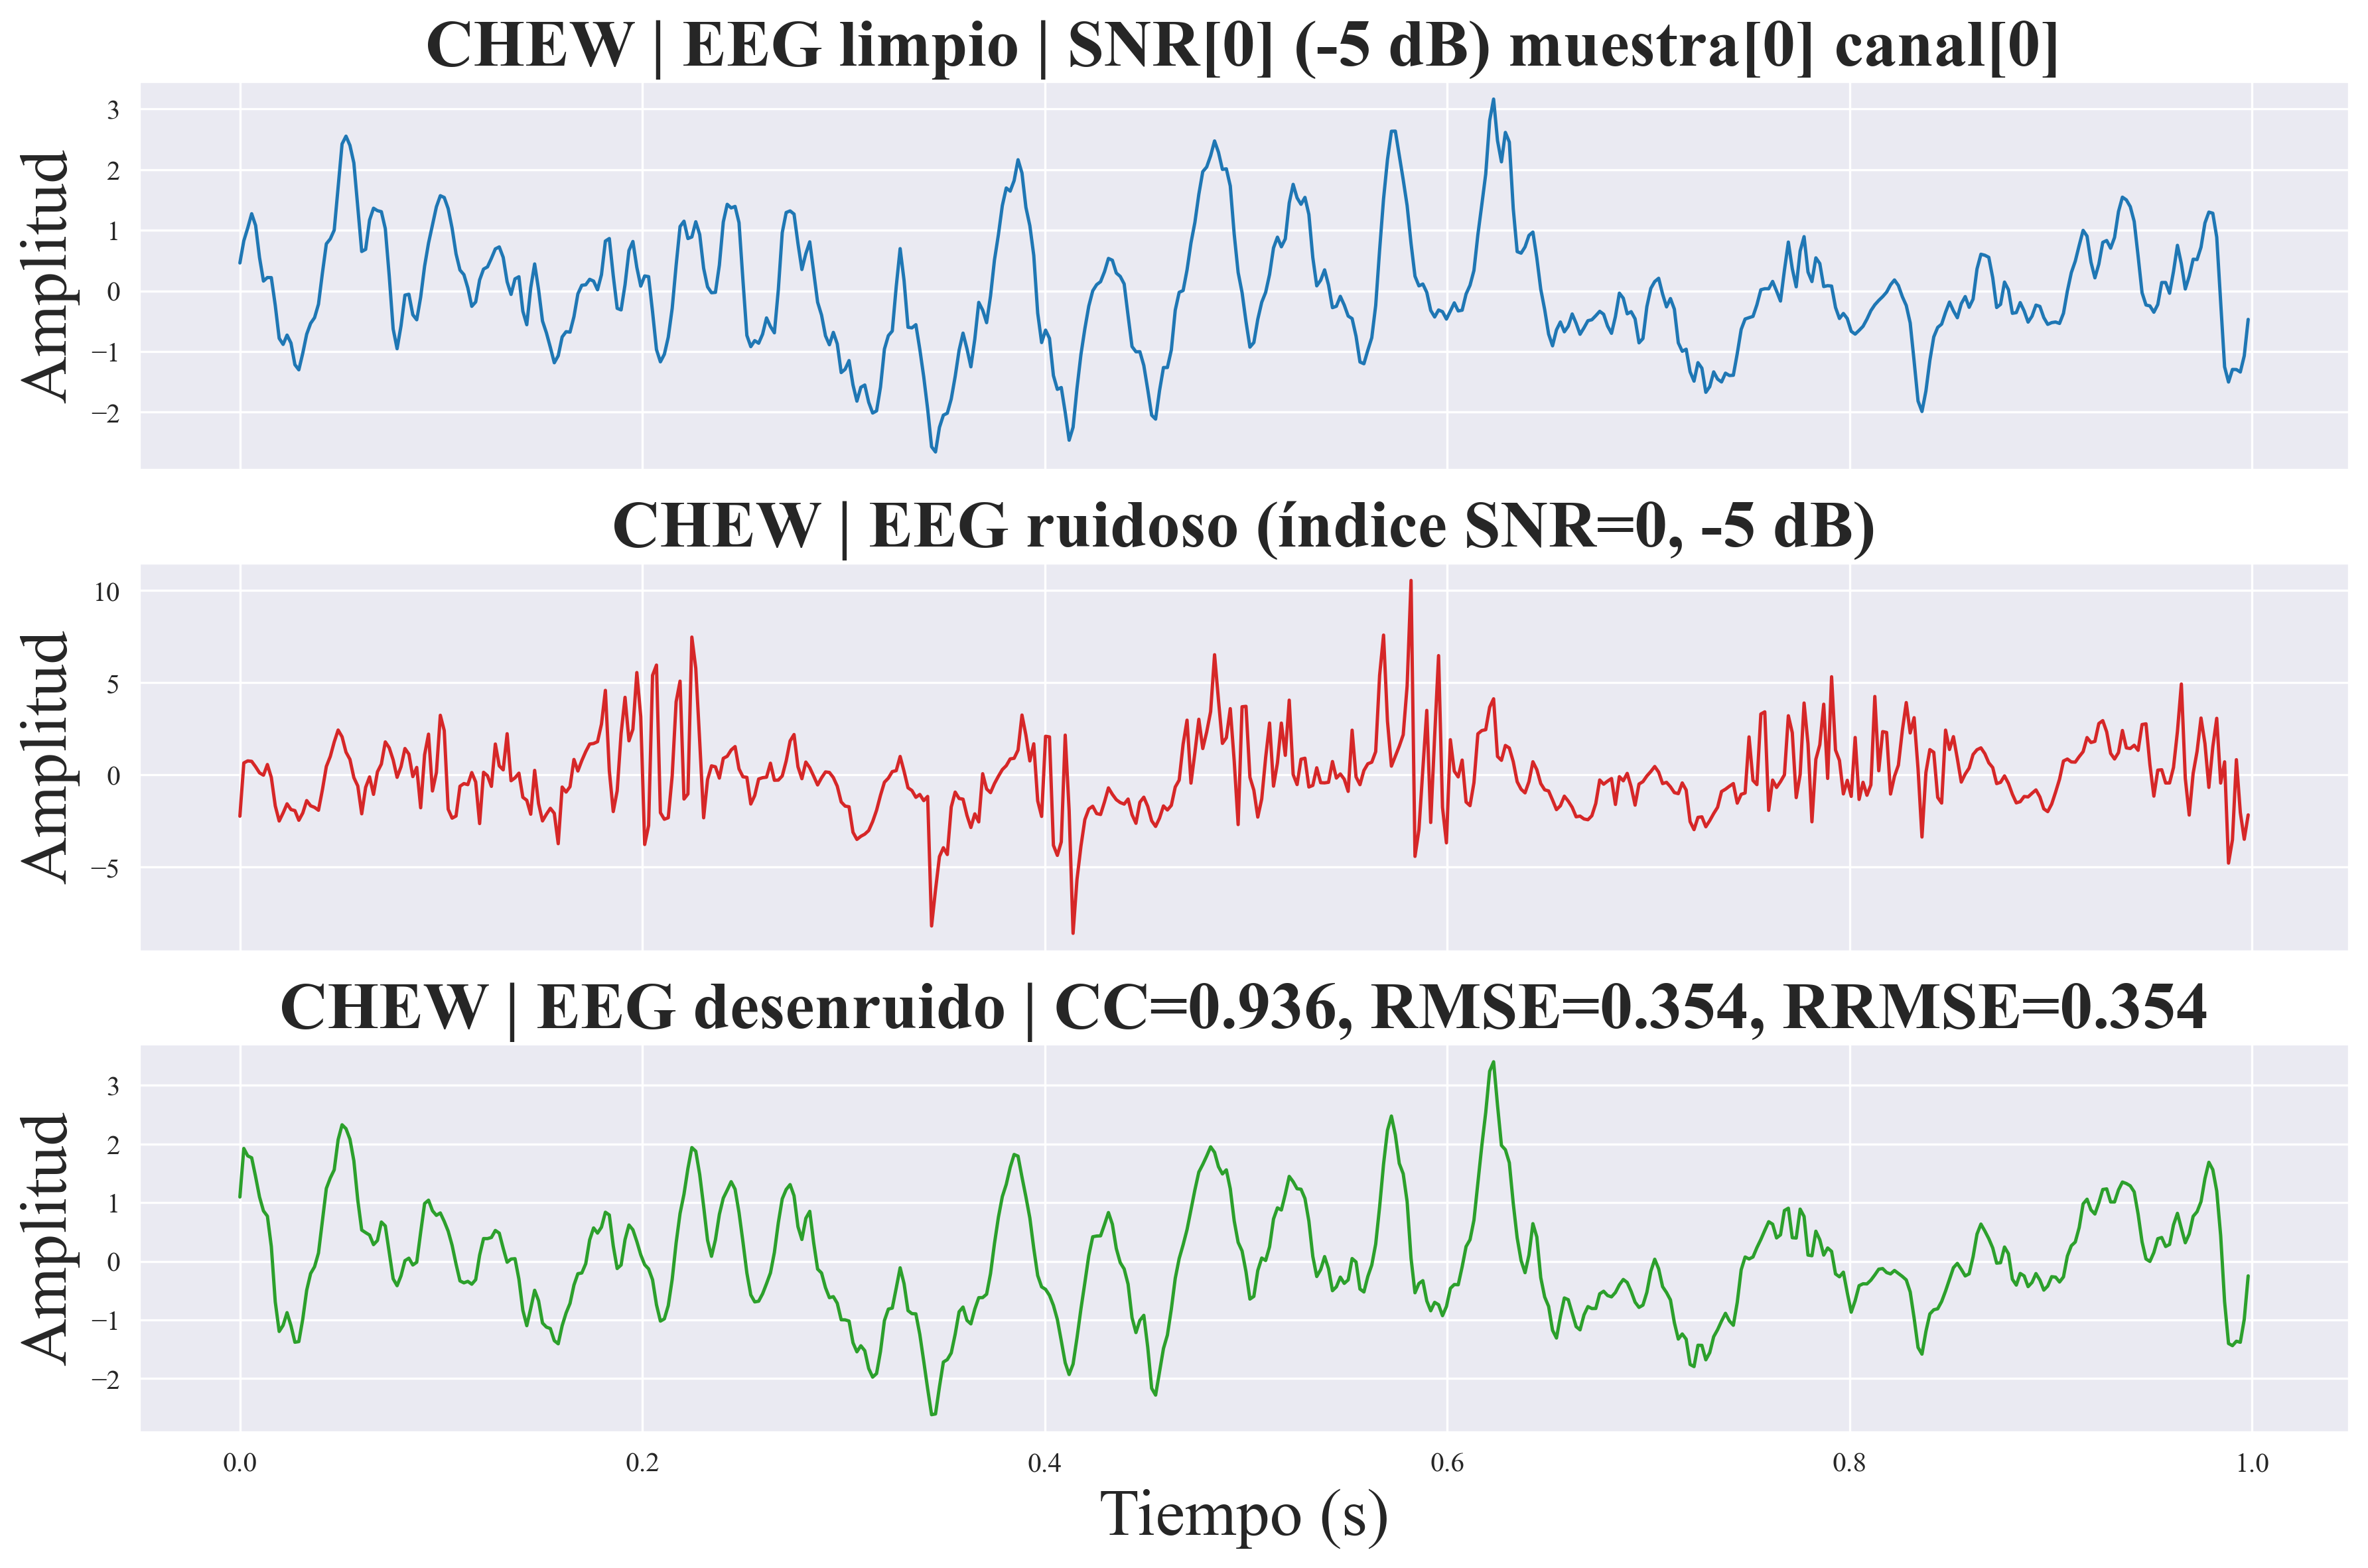 CHEW | EEG limpio | SNR[0] (-5 dB) muestra[0] canal[0]
3
2
1
0
−1
−2
Amplitud
CHEW | EEG ruidoso (índice SNR=0, -5 dB)
10
5
0
−5
Amplitud
CHEW | EEG desenruido | CC=0.936, RMSE=0.354, RRMSE=0.354
3
2
1
0
−1
−2
Amplitud
0.0 0.2 0.4 0.6 0.8 1.0
Tiempo (s)